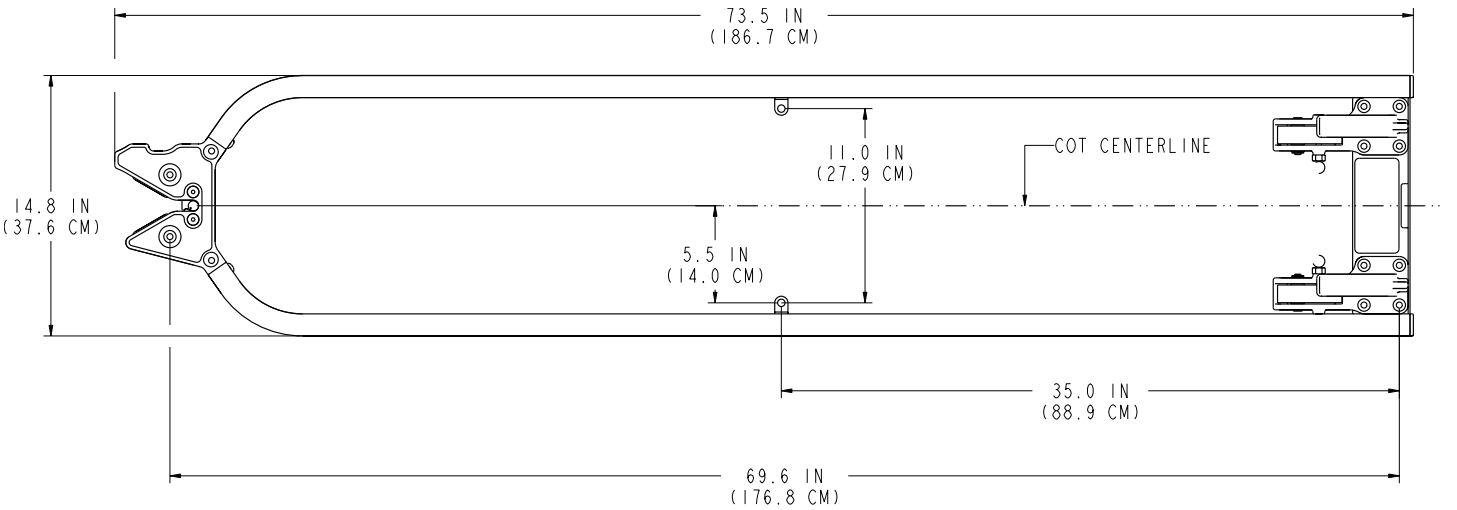 73.5 IN
(186.7 CM)
COT CENTERLINE
11.0 IN
(27.9 CM)
14.8 IN
(37.6 CM)
5.5 IN
(14.0 CM)
35.0 IN
(88.9 CM)
69.6 IN
(176.8 CM)